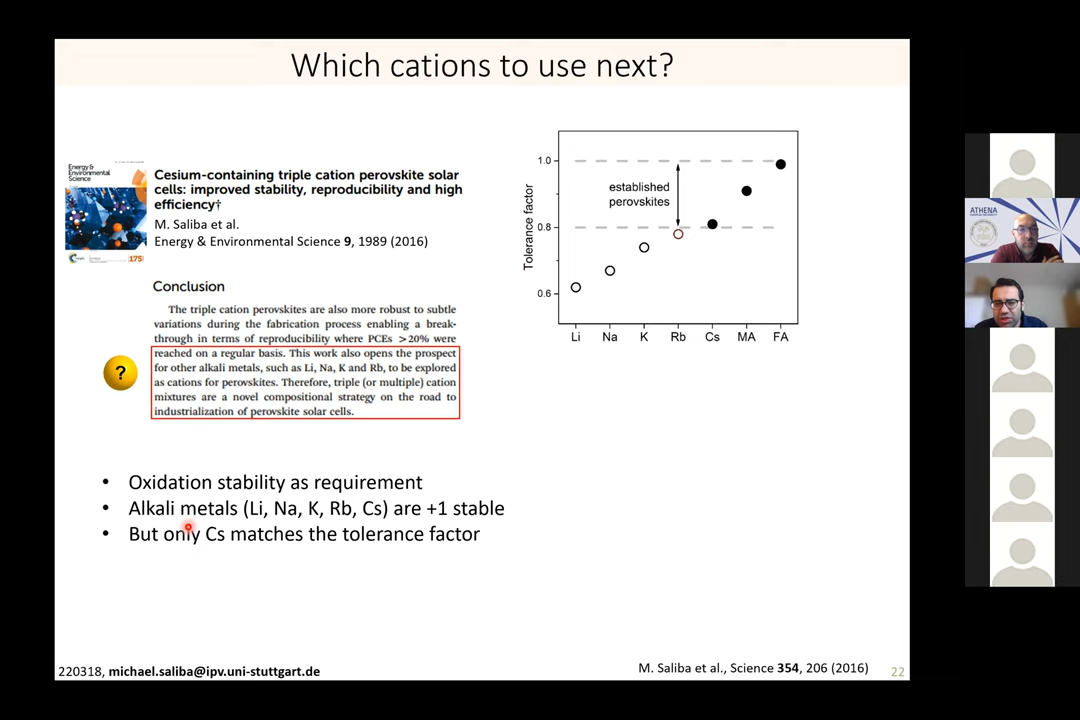 Which cations to use next?
Energy &
Environmental
Science
175
Cesium-containing triple cation perovskite solar
cells: improved stability, reproducibility and high
efficiency†
M. Saliba et al.
Energy & Environmental Science 9, 1989 (2016)
Conclusion
The triple cation perovskites are also more robust to subtle
variations during the fabrication process enabling a break-
through in terms of reproducibility where PCEs >20% were
reached on a regular basis. This work also opens the prospect
for other alkali metals, such as Li, Na, K and Rb, to be explored
as cations for perovskites. Therefore, triple (or multiple) cation
mixtures are a novel compositional strategy on the road to
industrialization of perovskite solar cells.
?
Tolerance factor
1.0
0.8
0.6
established
perovskites
Li Na K Rb Cs MA FA
• Oxidation stability as requirement
• Alkali metals (Li, Na, K, Rb, Cs) are +1 stable
• But only Cs matches the tolerance factor
220318, michael.saliba@ipv.uni-stuttgart.de
M. Saliba et al., Science 354, 206 (2016)
22
ATHENA